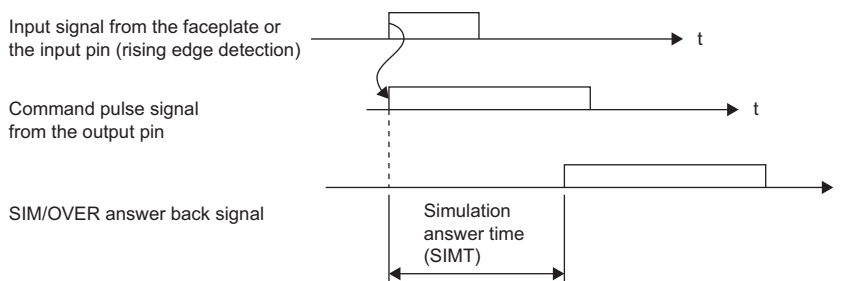 Input signal from the faceplate or
the input pin (rising edge detection)
t
Command pulse signal
from the output pin
t
SIM/OVER answer back signal
Simulation
answer time
(SIMT)